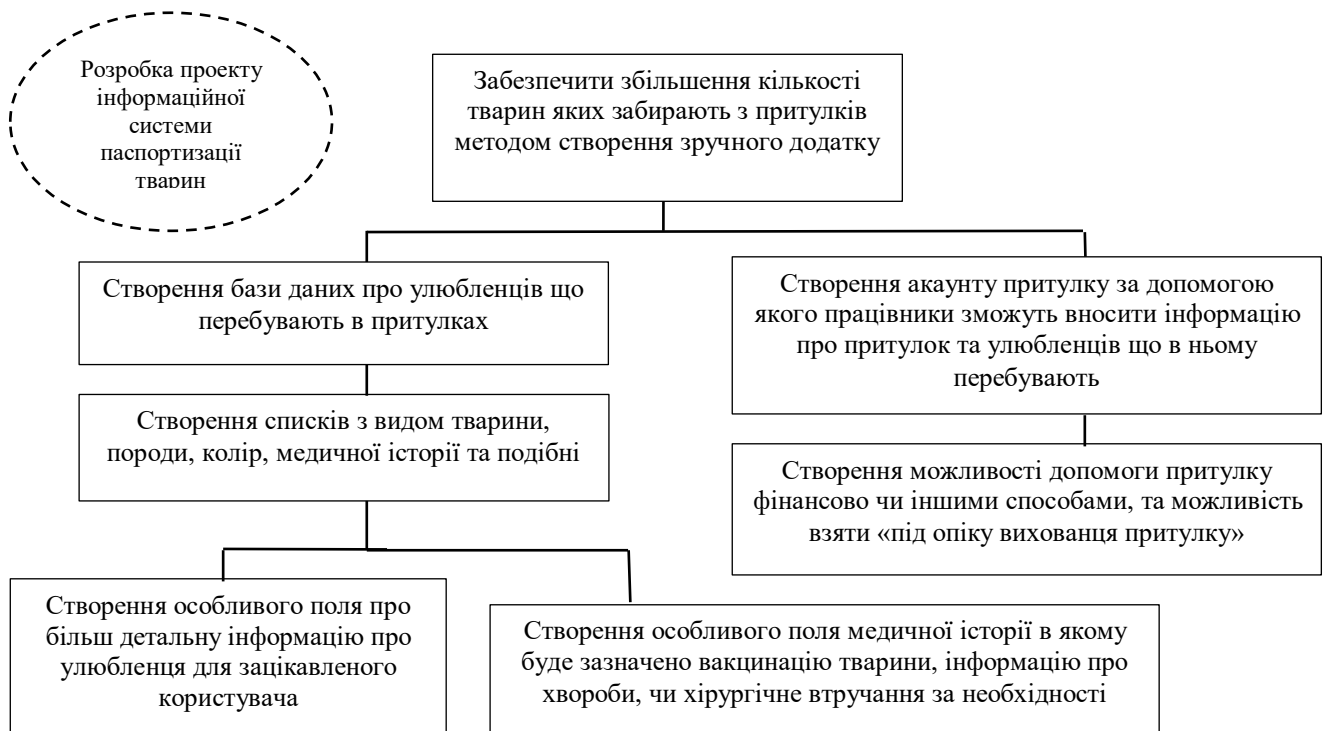 Розробка проекту
інформаційної
системи
паспортизації
тварин
Забезпечити збільшення кількості
тварин яких забирають з притулків
методом створення зручного додатку
Створення бази даних про улюбленців що
перебувають в притулках
Створення акаунту притулку за допомогою
якого працівники зможуть вносити інформацію
про притулок та улюбленців що в ньому
перебувають
Створення списків з видом тварини,
породи, колір, медичної історії та подібні
Створення можливості допомоги притулку
фінансово чи іншими способами, та можливість
взяти «під опіку вихованця притулку»
Створення особливого поля про
більш детальну інформацію про
улюбленця для зацікавленого
користувача
Створення особливого поля медичної історії в якому
буде зазначено вакцинацію тварини, інформацію про
хвороби, чи хірургічне втручання за необхідності